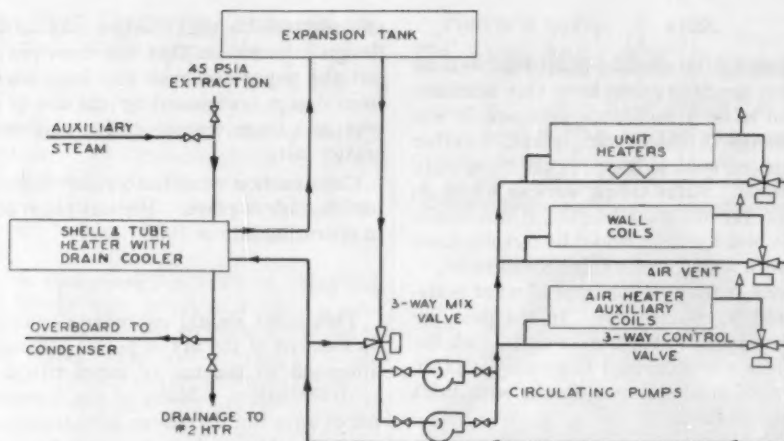 EXPANSION TANK
45 PSIA
EXTRACTION
AUXILIARY
STEAM
UNIT
HEATERS
WALL
COILS
SHELL & TUBE
HEATER WITH
DRAIN COOLER
AIR VENT
3-WAY MIX
VALVE
AIR HEATER
AUXILIARY
COILS
OVERBOARD TO
CONDENSER
3-WAY CONTROL
VALVE
CIRCULATING PUMPS
DRAINAGE TO
#2 HTR